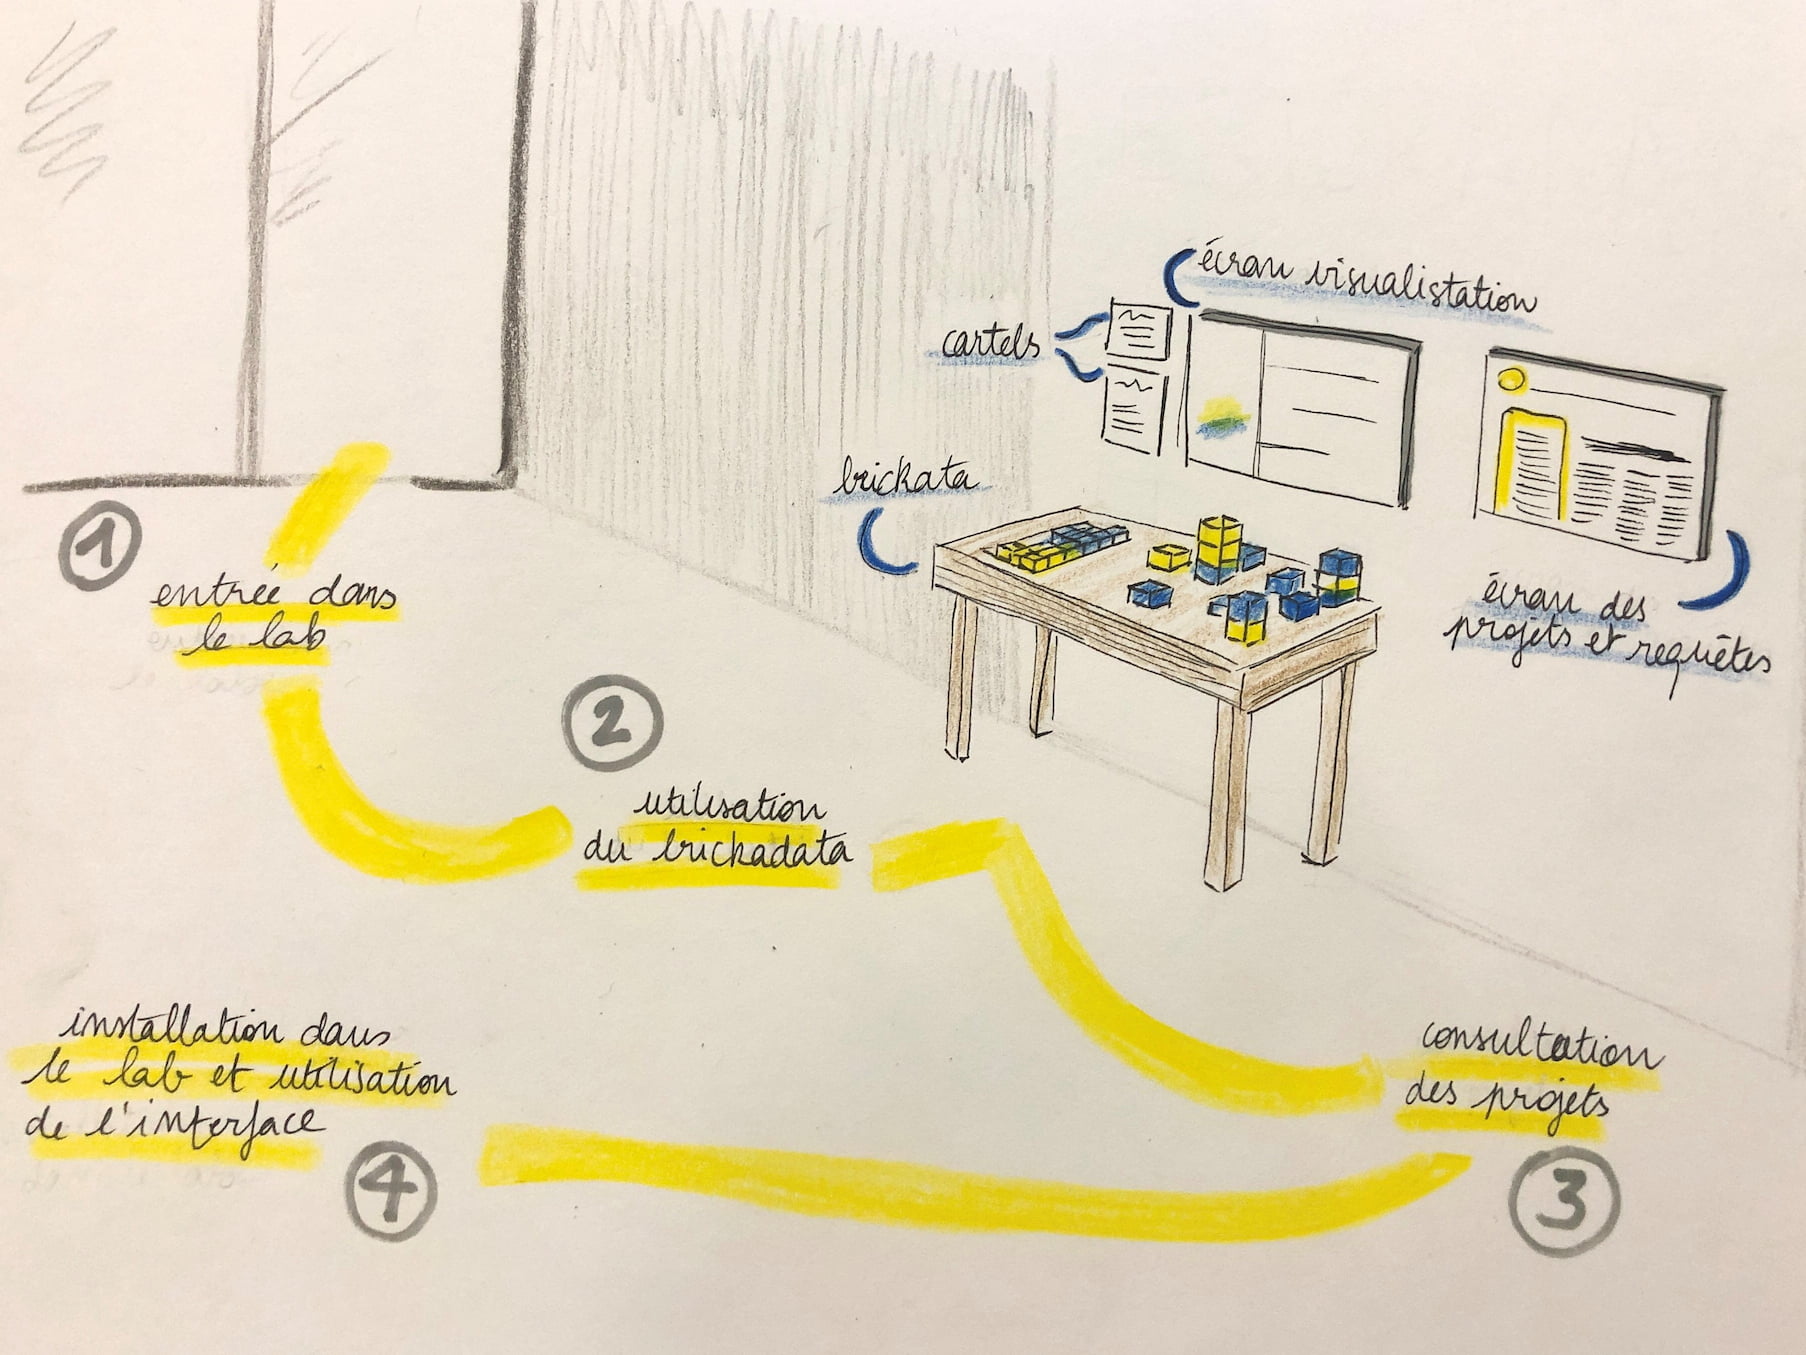 écran visualistation
cartels
brickata
écran des
projets et requêtes
1
entrée dans
le lab
2
utilisation
du brickadata
consultation
des projets
3
installation dans
le lab et utilisation
de l'interface
4